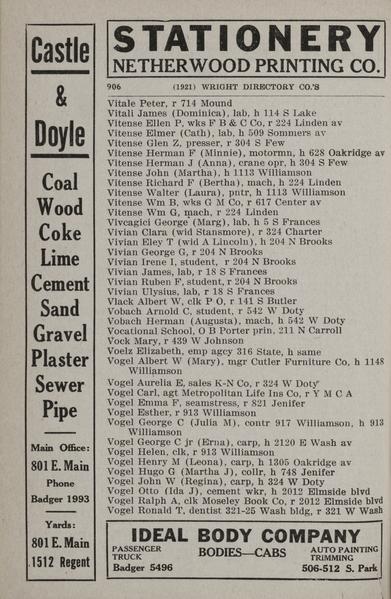 Castle
&
Doyle
Coal
Wood
Coke
Lime
Cement
Sand
Gravel
Plaster
Sewer
Pipe
Main Office:
801 E. Main
Phone
Badger 1993
Yards:
801 E. Main
1512 Regent
STATIONERY
NETHERWOOD PRINTING CO.
906 (1921) WRIGHT DIRECTORY CO.'S
Vitale Peter, r 714 Mound
Vitali James (Dominica), lab, h 114 S Lake
Vitense Ellen P, wks F B & C Co, r 224 Linden av
Vitense Elmer (Cath), lab, h 509 Sommers av
Vitense Glen Z, presser, r 304 S Few
Vitense Herman F (Minnie), motormn, h 628 Oakridge av
Vitense Herman J (Anna), crane opr, h 304 S Few
Vitense John (Martha), h 1113 Williamson
Vitense Richard F (Bertha), mach, h 224 Linden
Vitense Walter (Laura), pntr, h 1113 Williamson
Vitense Wm B, wks G M Co, r 617 Center av
Vitense Wm G, mach, r 224 Linden
Vivcagici George (Marg), lab, h 5 S Frances
Vivian Clara (wid Stansmore), r 324 Charter
Vivian Eley T (wid A Lincoln), h 204 N Brooks
Vivian George G, r 204 N Brooks
Vivian Irene I, student, r 204 N Brooks
Vivian James, lab, r 18 S Frances
Vivian Ruben F, student, r 204 N Brooks
Vivian Ulysius, lab, r 18 S Frances
Vlack Albert W, clk P O, r 141 S Butler
Vobach Arnold C, student, r 542 W Doty
Vobach Herman (Augusta), mach, h 542 W Doty
Vocational School, O B Porter prin, 211 N Carroll
Vock Mary, r 439 W Johnson
Voelz Elizabeth, emp agcy 316 State, h same
Vogel Albert W (Mary), mgr Cutler Furniture Co, h 1148
Williamson
Vogel Aurelia E, sales K-N Co, r 324 W Doty
Vogel Carl, agt Metropolitan Life Ins Co, r Y M C A
Vogel Emma F, seamstress, r 821 Jenifer
Vogel Esther, r 913 Williamson
Vogel George C (Julia M), contr 917 Williamson, h 913
Williamson
Vogel George C jr (Erna), carp, h 2120 E Wash av
Vogel Helen, clk, r 913 Williamson
Vogel Henry M (Leona), carp, h 1305 Oakridge av
Vogel Hugo G (Martha J), collr, h 748 Jenifer
Vogel John W (Regina), carp, h 324 W Doty
Vogel Otto (Ida J), cement wkr, h 2012 Elmside blvd
Vogel Ralph A, clk Moseley Book Co, r 2012 Elmside blvd
Vogel Ronald T, dentist 321-25 Wash bldg, r 321 W Wash
IDEAL BODY COMPANY
PASSENGER
TRUCK
BODIES—CABS
AUTO PAINTING
TRIMMING
Badger 5496
506-512 S. Park